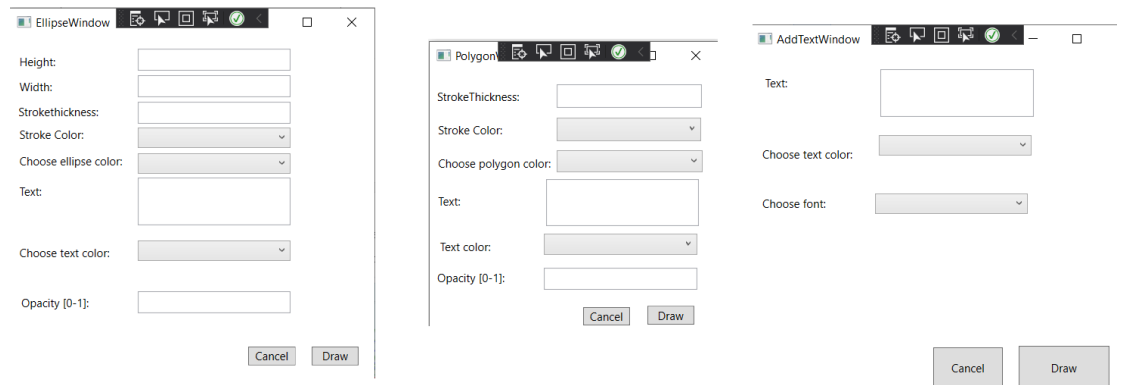 EllipseWindow
Height:
Width:
Strokethickness:
Stroke Color:
Choose ellipse color:
Text:
Choose text color:
Opacity [0-1]:
Cancel Draw
Polygon
StrokeThickness:
Stroke Color:
Choose polygon color:
Text:
Text color:
Opacity [0-1]:
Cancel Draw
AddTextWindow
Text:
Choose text color:
Choose font:
Cancel Draw